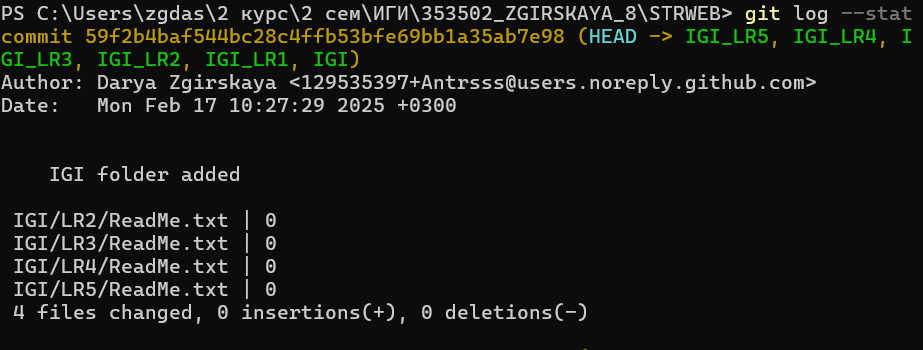 PS C:\Users\zgdas\2 курс\2 сем\ИГИ\353502_ZGIRSKAYA_8\STRWEB> git log --stat
commit 59f2b4baf544bc28c4ffb53bfe69bb1a35ab7e98 (HEAD -> IGI_LR5, IGI_LR4, I
GI_LR3, IGI_LR2, IGI_LR1, IGI)
Author: Darya Zgirskaya <129535397+Antrsss@users.noreply.github.com>
Date:   Mon Feb 17 10:27:29 2025 +0300
    IGI folder added
 IGI/LR2/ReadMe.txt | 0
 IGI/LR3/ReadMe.txt | 0
 IGI/LR4/ReadMe.txt | 0
 IGI/LR5/ReadMe.txt | 0
 4 files changed, 0 insertions(+), 0 deletions(-)